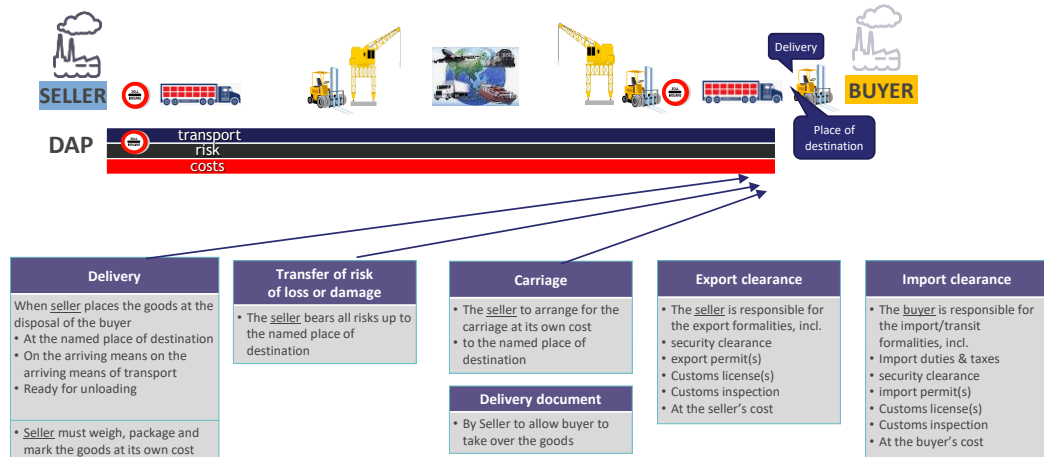 Delivery
SELLER
BUYER
DAP
transport
risk
costs
Place of
destination
Delivery
When seller places the goods at the
disposal of the buyer
• At the named place of destination
• On the arriving means on the
arriving means of transport
• Ready for unloading
• Seller must weigh, package and
mark the goods at its own cost
Transfer of risk
of loss or damage
• The seller bears all risks up to
the named place of
destination
Carriage
• The seller to arrange for the
carriage at its own cost
• to the named place of
destination
Delivery document
• By Seller to allow buyer to
take over the goods
Export clearance
• The seller is responsible for
the export formalities, incl.
• security clearance
• export permit(s)
• Customs license(s)
• Customs inspection
• At the seller's cost
Import clearance
• The buyer is responsible for
the import/transit
formalities, incl.
• Import duties & taxes
• security clearance
• import permit(s)
• Customs license(s)
• Customs inspection
• At the buyer's cost